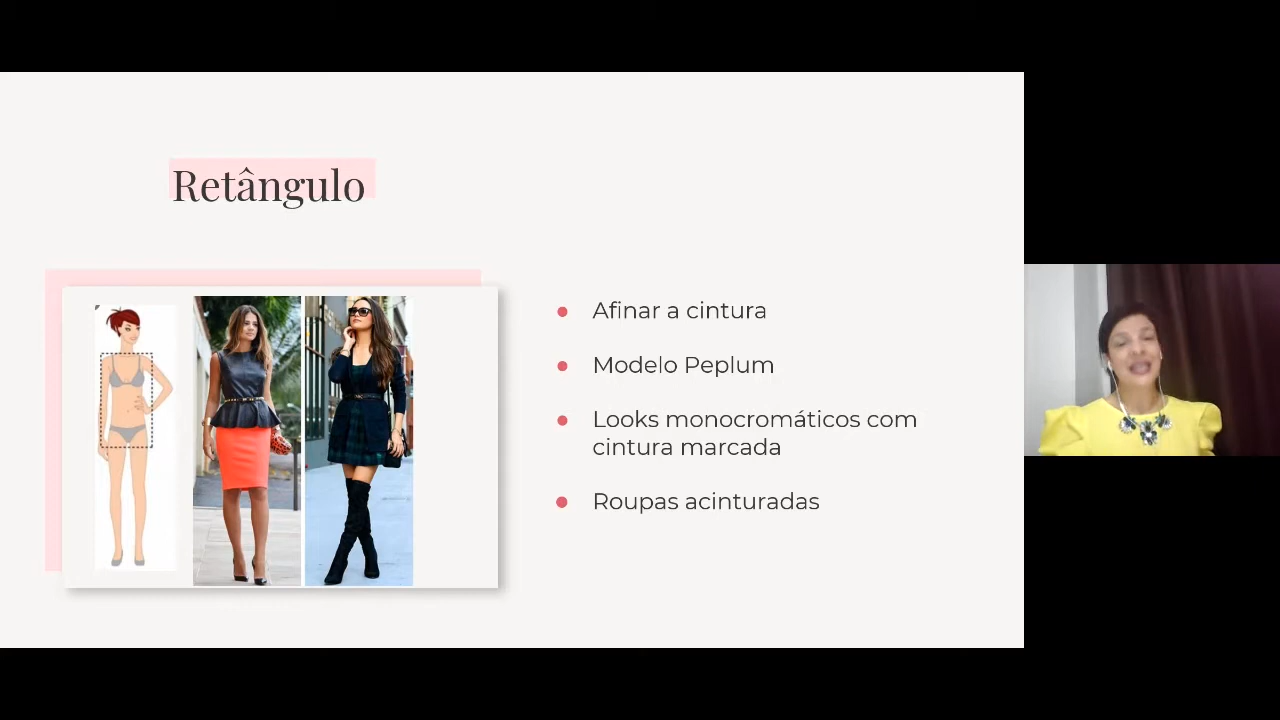 Retângulo
Afinar a cintura
Modelo Peplum
Looks monocromáticos com
cintura marcada
Roupas acinturadas